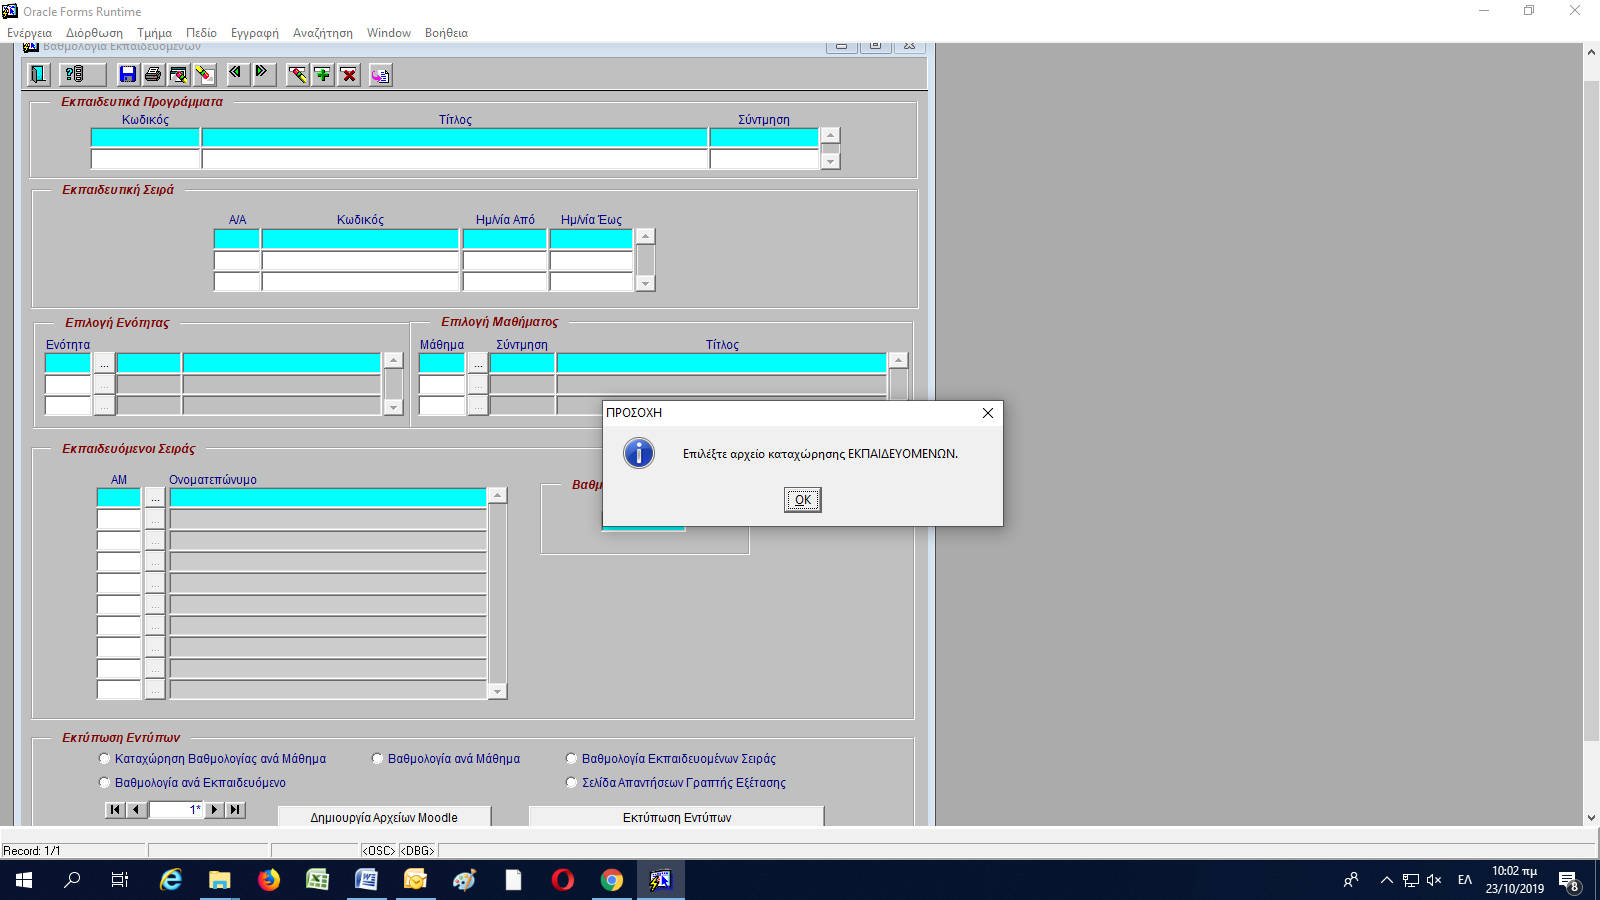 Oracle Forms Runtime
Ενέργεια Διόρθωση Τμήμα Πεδίο Εγγραφή Αναζήτηση Window Βοήθεια
Βαθμολογία Εκπαιδευομένων
Εκπαιδευτικά Προγράμματα
Κωδικός Τίτλος Σύντμηση
Εκπαιδευτική Σειρά
Α/Α Κωδικός Ημ/νία Από Ημ/νία Έως
Επιλογή Ενότητας Επιλογή Μαθήματος
Ενότητα Μάθημα Σύντμηση Τίτλος
ΠΡΟΣΟΧΗ
Επιλέξτε αρχείο καταχώρησης ΕΚΠΑΙΔΕΥΟΜΕΝΩΝ.
OK
Εκπαιδευόμενοι Σειράς
ΑΜ Ονοματεπώνυμο
Βαθμ
Εκτύπωση Εντύπων
Καταχώρηση Βαθμολογίας ανά Μάθημα Βαθμολογία ανά Μάθημα Βαθμολογία Εκπαιδευομένων Σειράς
Βαθμολογία ανά Εκπαιδευόμενο Σελίδα Απαντήσεων Γραπτής Εξέτασης
1*
Δημιουργία Αρχείων Moodle Εκτύπωση Εντύπων
Record: 1/1 <OSC> <DBG>
ΕΛ 10:02 πμ
23/10/2019 8